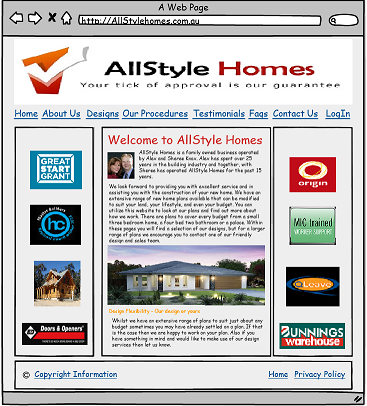 A Web Page
http://AllStylehomes.com.au
AllStyle Homes
Your tick of approval is our guarantee
Home About Us Designs Our Procedures Testimonials Faqs Contact Us LogIn
GREAT
START
GRANT
hc
Doors & Openers
Welcome to AllStyle Homes
AllStyle Homes is a family owned business operated
by Alex and Sheree Knox. Alex has spent over 25
years in the building industry and together, with
Sheree has operated AllStyle Homes for the past 15
years.
We look forward to providing you with excellent service and in
assisting you with the construction of your new home. We have an
extensive range of new home plans available that can be modified
to suit your land, your lifestyle, and even your budget. You can
utilize this website to look at our plans and find out more about
how we work. There are plans to cover every budget from a small
three bedroom home, a four bed two bathroom or a palace. Within
these pages you will find a selection of our designs, but for a larger
range of plans we encourage you to contact one of our friendly
design and sales team.
Design flexibility - Our design or yours
Whilst we have an extensive range of plans to suit just about any
budget sometimes you may have already settled on a plan. If that
is the case then we are happy to work on your plan. Also if you
have something in mind and would like to make use of our design
services then let us know.
origin
trained
WORKER SUPPORT
eLeave
BUNNINGS
warehouse
© Copyright Information
Home Privacy Policy